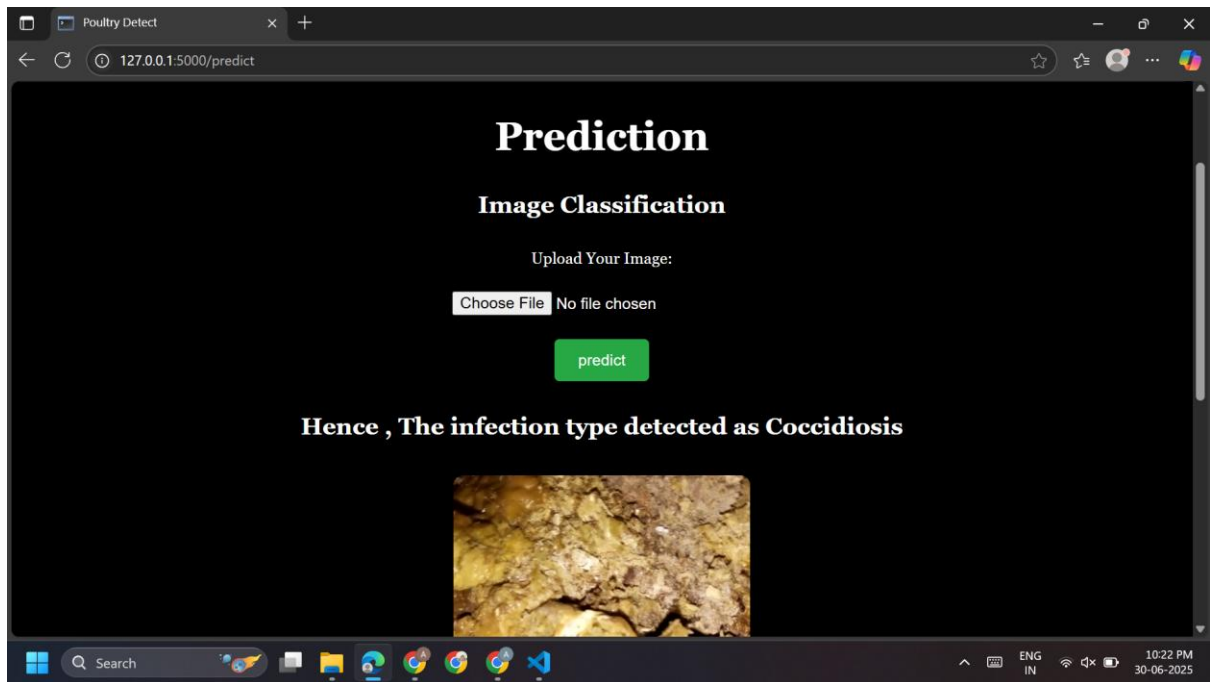 Poultry Detect
127.0.0.1:5000/predict
Prediction
Image Classification
Upload Your Image:
Choose File No file chosen
predict
Hence , The infection type detected as Coccidiosis
Search
ENG
IN
10:22 PM
30-06-2025